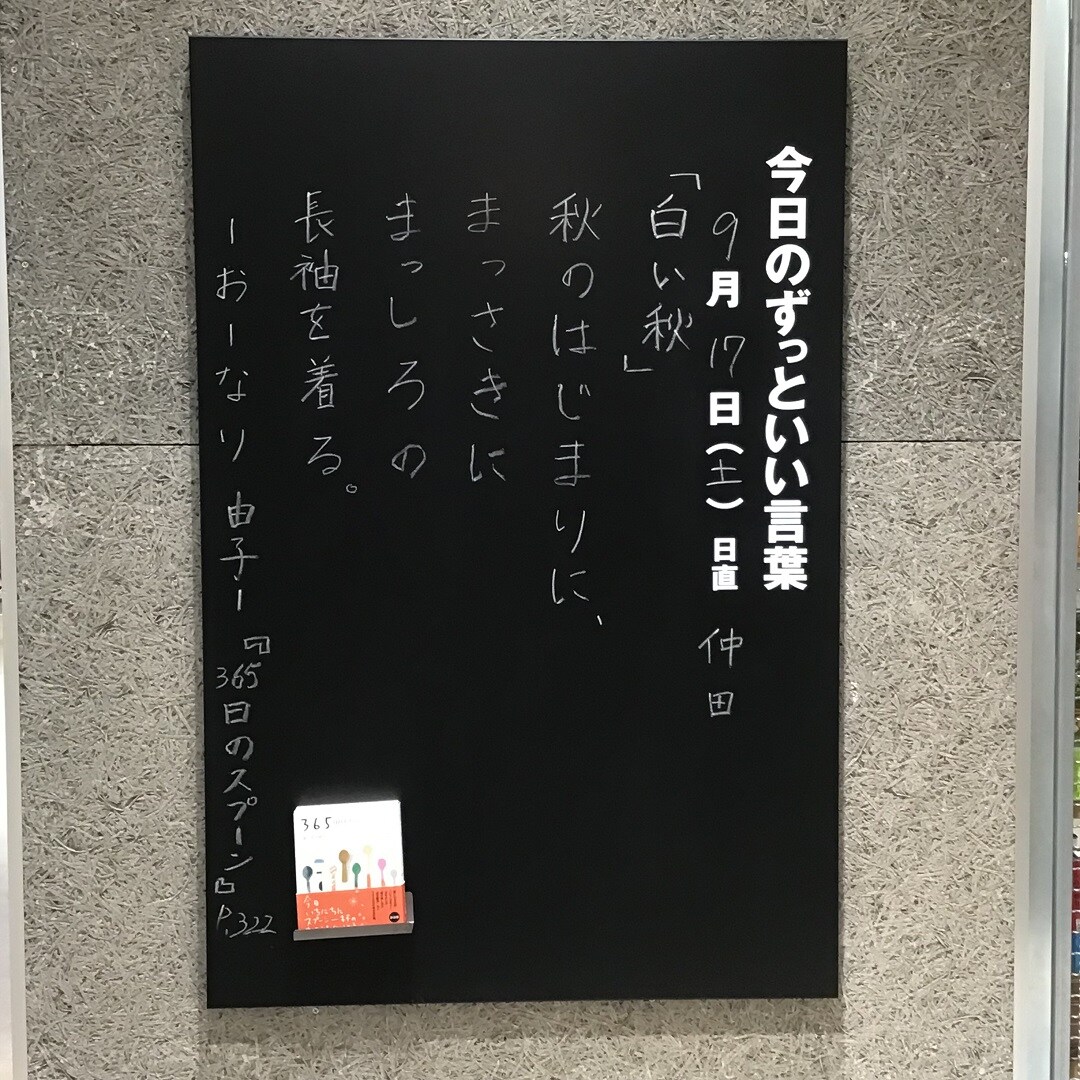 今日のずっといい言葉
9月17日(土) 日直 仲田
「白い秋」
秋のはじまりに、
まっさきに
まっしろの
長袖を着る。
ーおーなり由子ー『365日のスプーン』P.322
365
今日